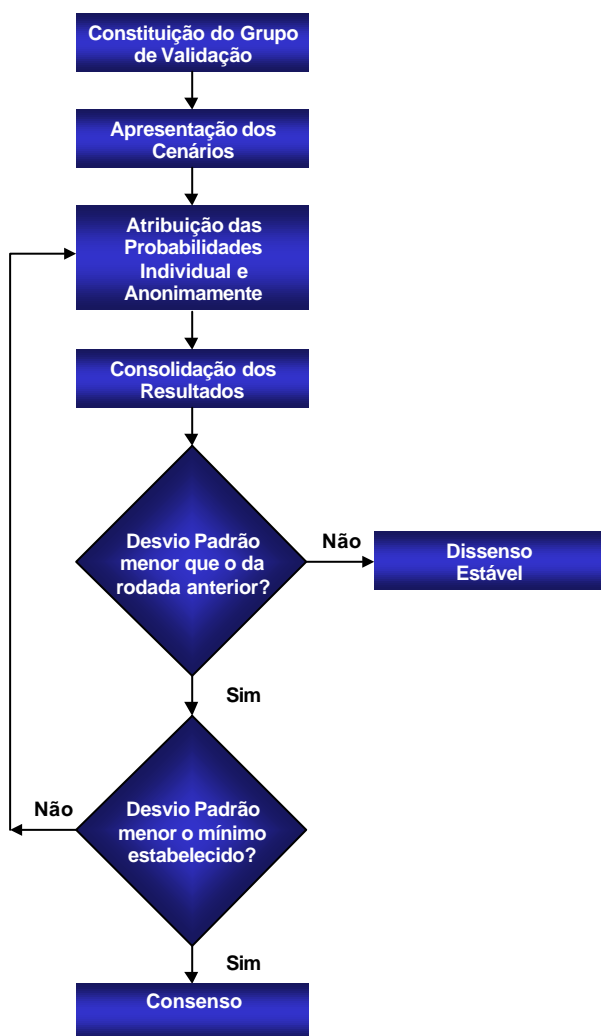 Constituição do Grupo
de Validação
Apresentação dos
Cenários
Atribuição das
Probabilidades
Individual e
Anonimamente
Consolidação dos
Resultados
Desvio Padrão
menor que o da
rodada anterior?
Não
Dissenso
Estável
Sim
Não
Desvio Padrão
menor o mínimo
estabelecido?
Sim
Consenso